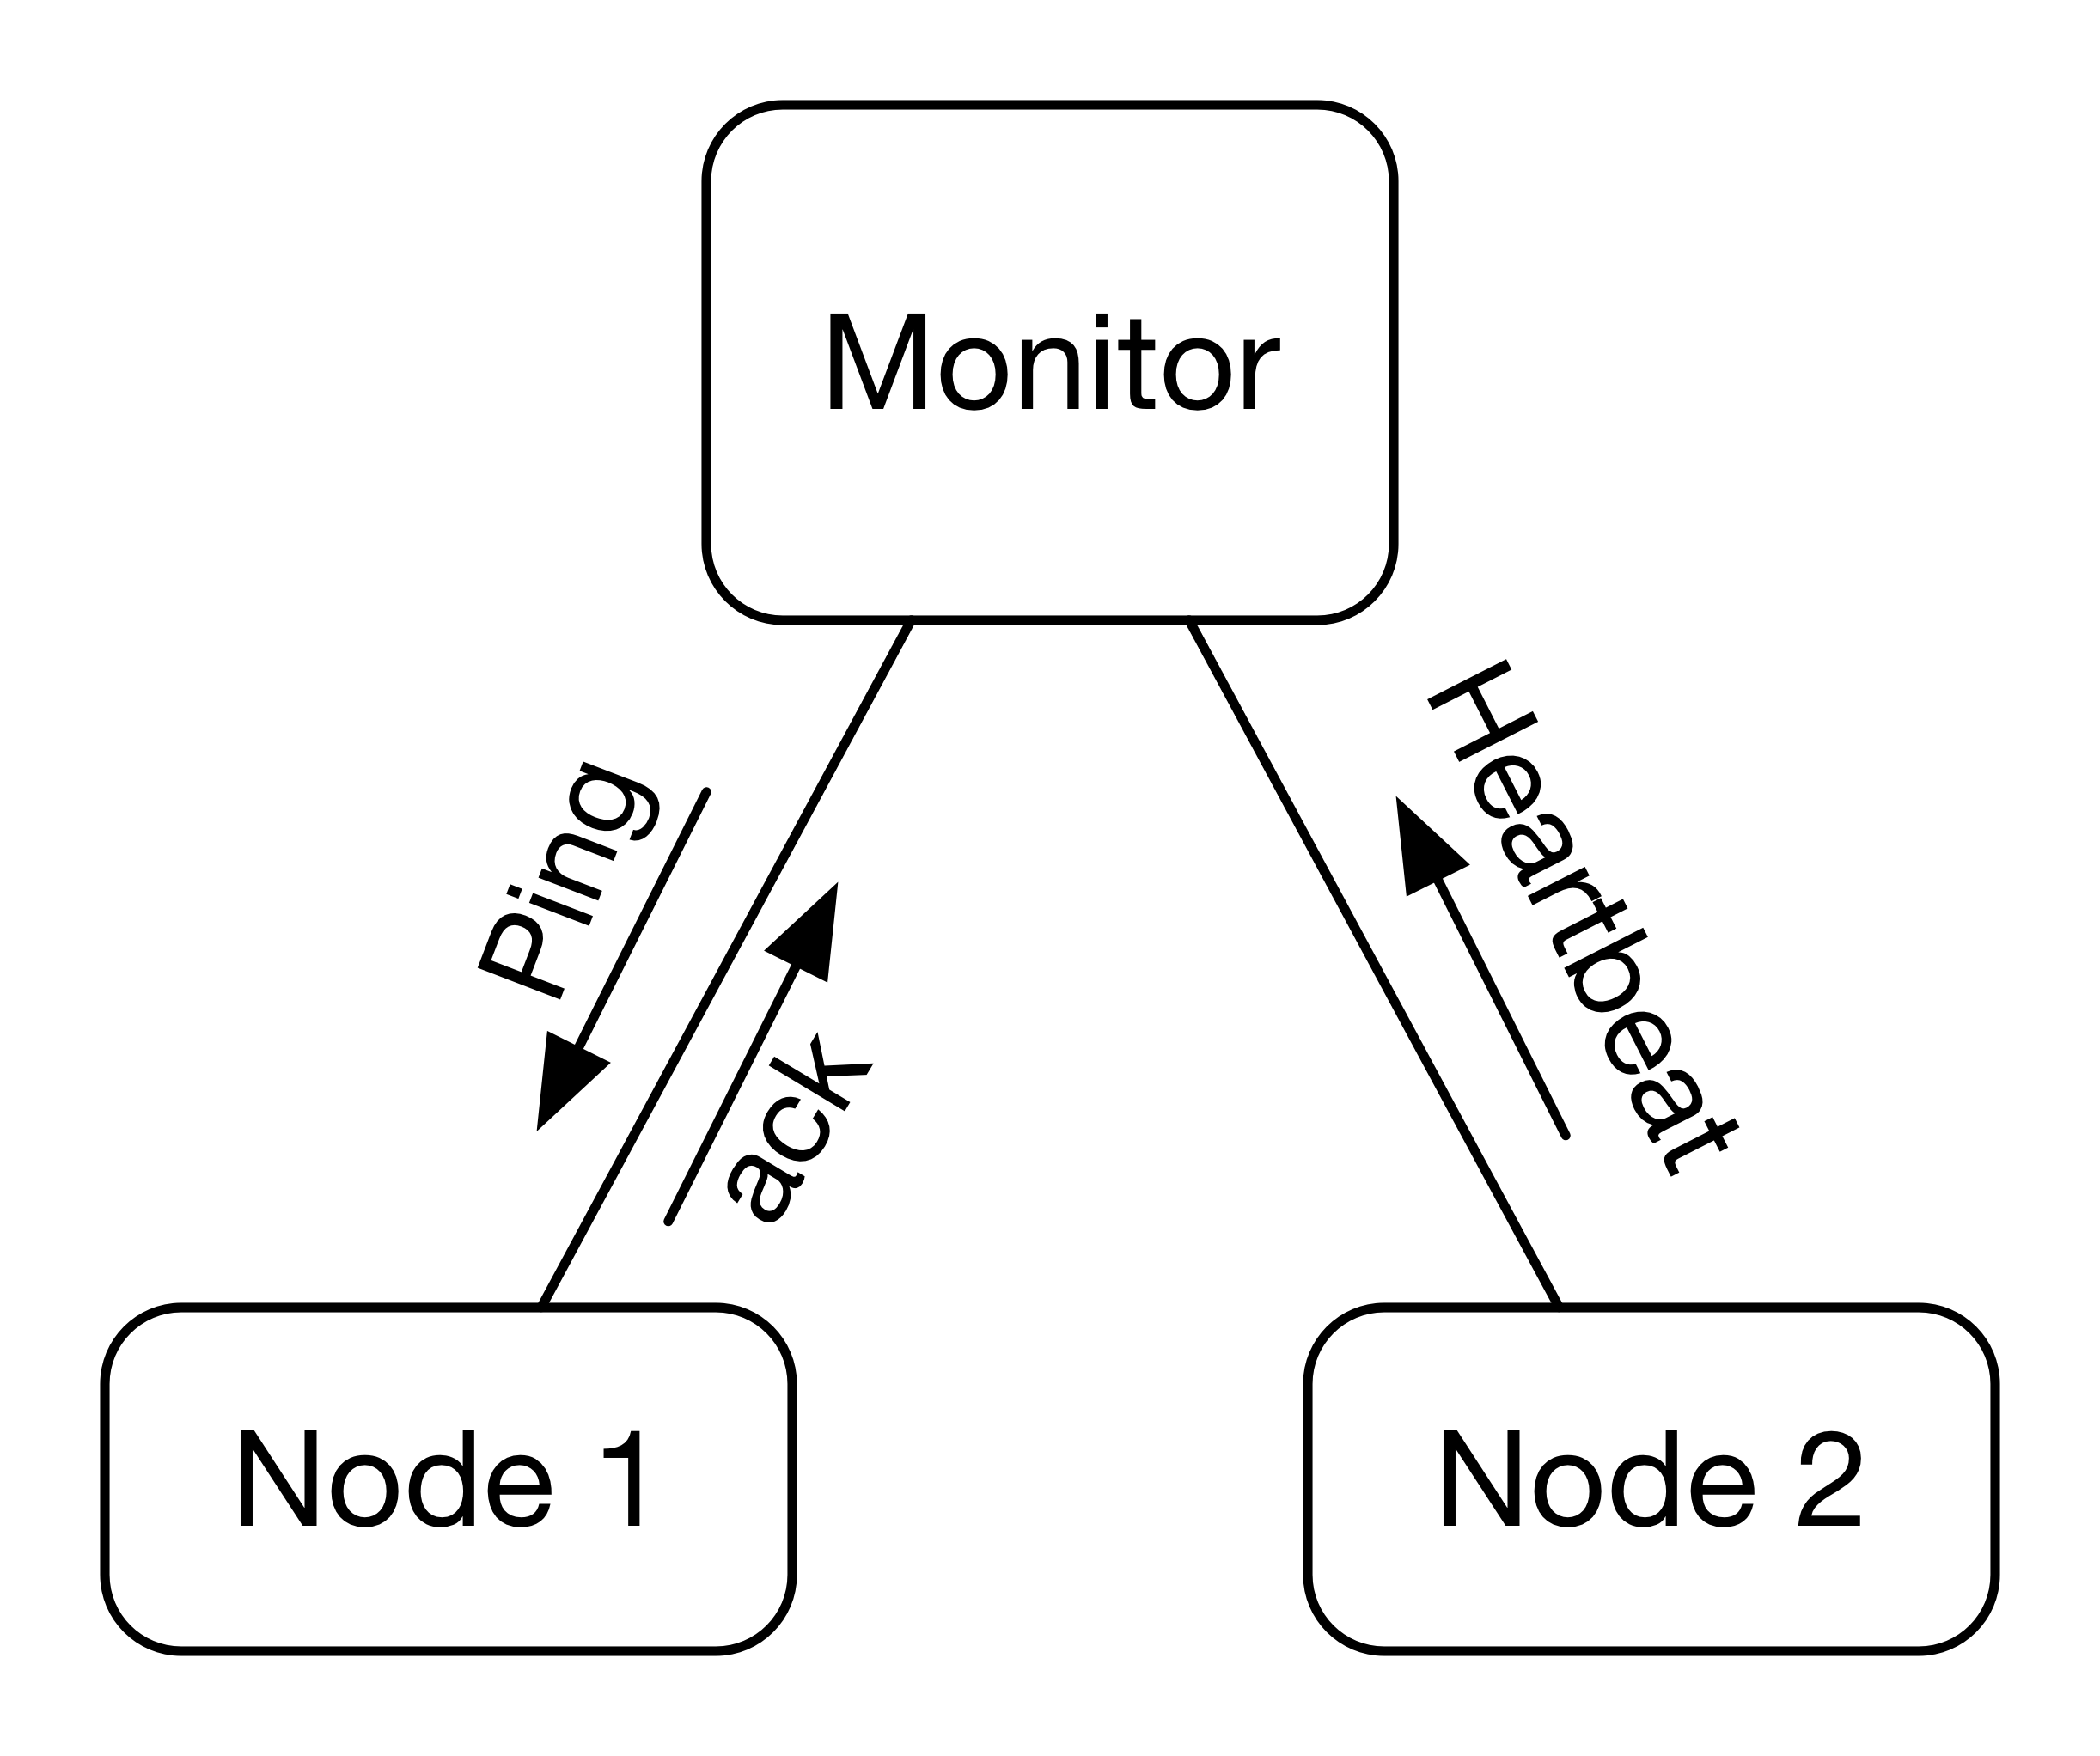 Monitor
Ping
ack
Heartbeat
Node 1
Node 2